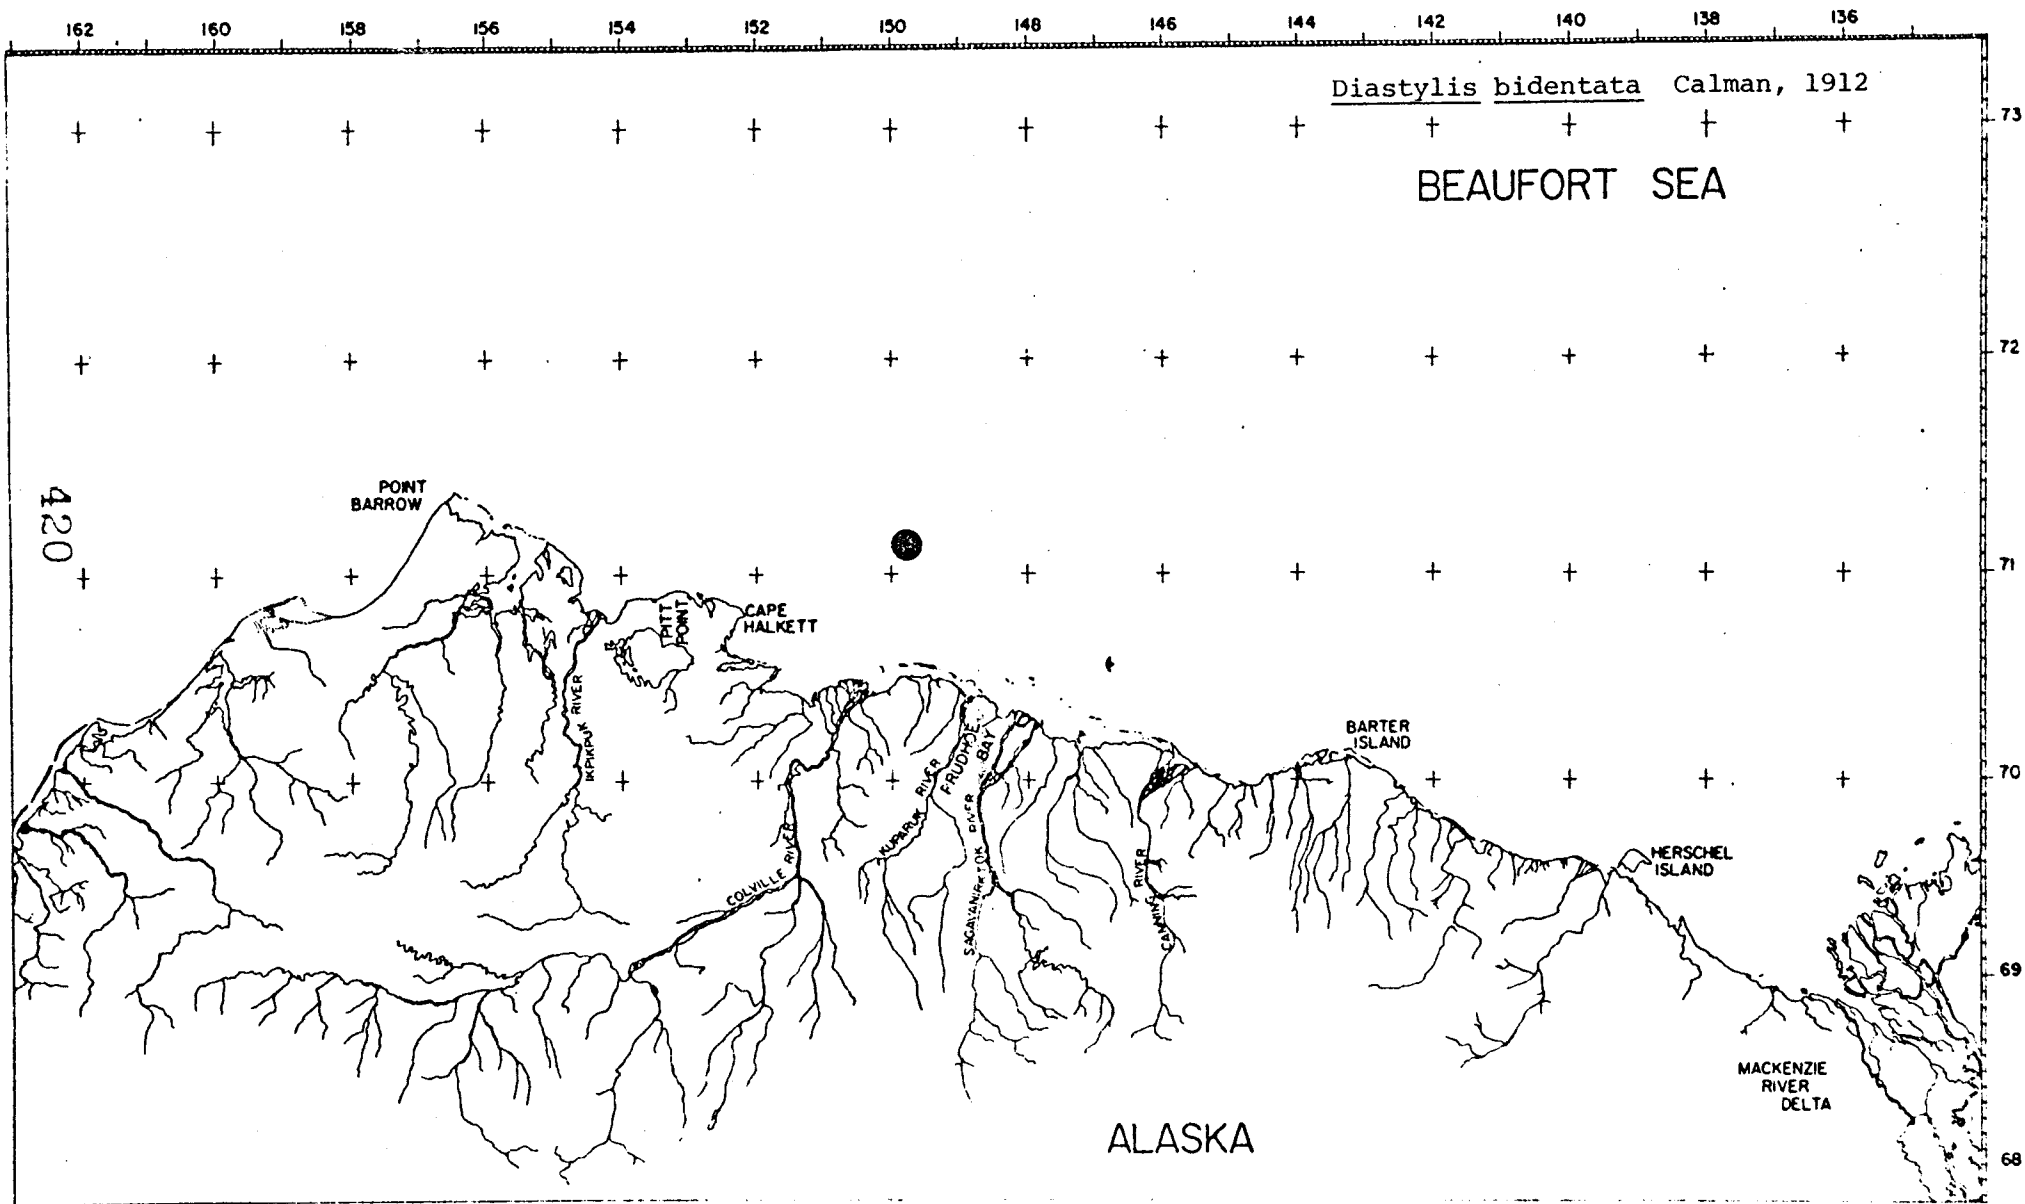 162 160 158 156 154 152 150 148 146 144 142 140 138 136
Diastylis bidentata Calman, 1912
73
BEAUFORT SEA
72
POINT
BARROW
420
71
PITT
POINT
CAPE
HALKETT
IKPIKPUK RIVER
PRUDHOE
BAY
BARTER
ISLAND
70
KUPARUK RIVER
COLVILLE RIVER
SAGAVANIRKTOK RIVER
CANNING RIVER
HERSCHEL
ISLAND
69
MACKENZIE
RIVER
DELTA
ALASKA
68